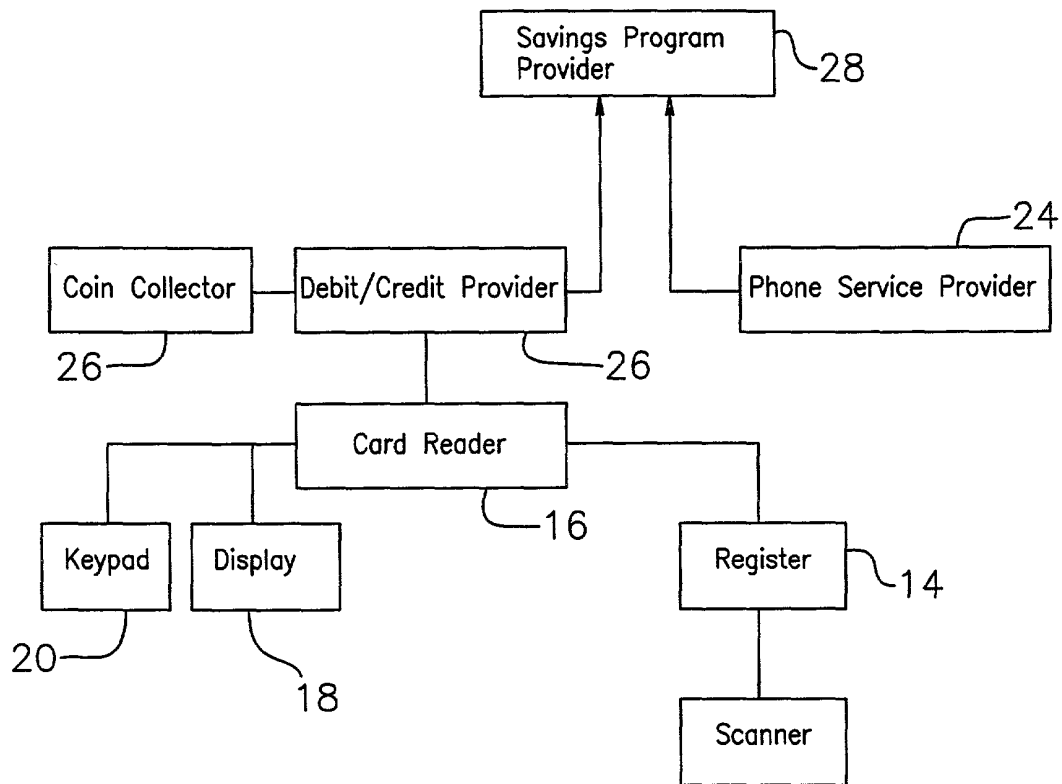 Savings Program
Provider
28
24
Coin Collector
Debit/Credit Provider
Phone Service Provider
26
26
Card Reader
16
Keypad
Display
Register
14
20
18
Scanner